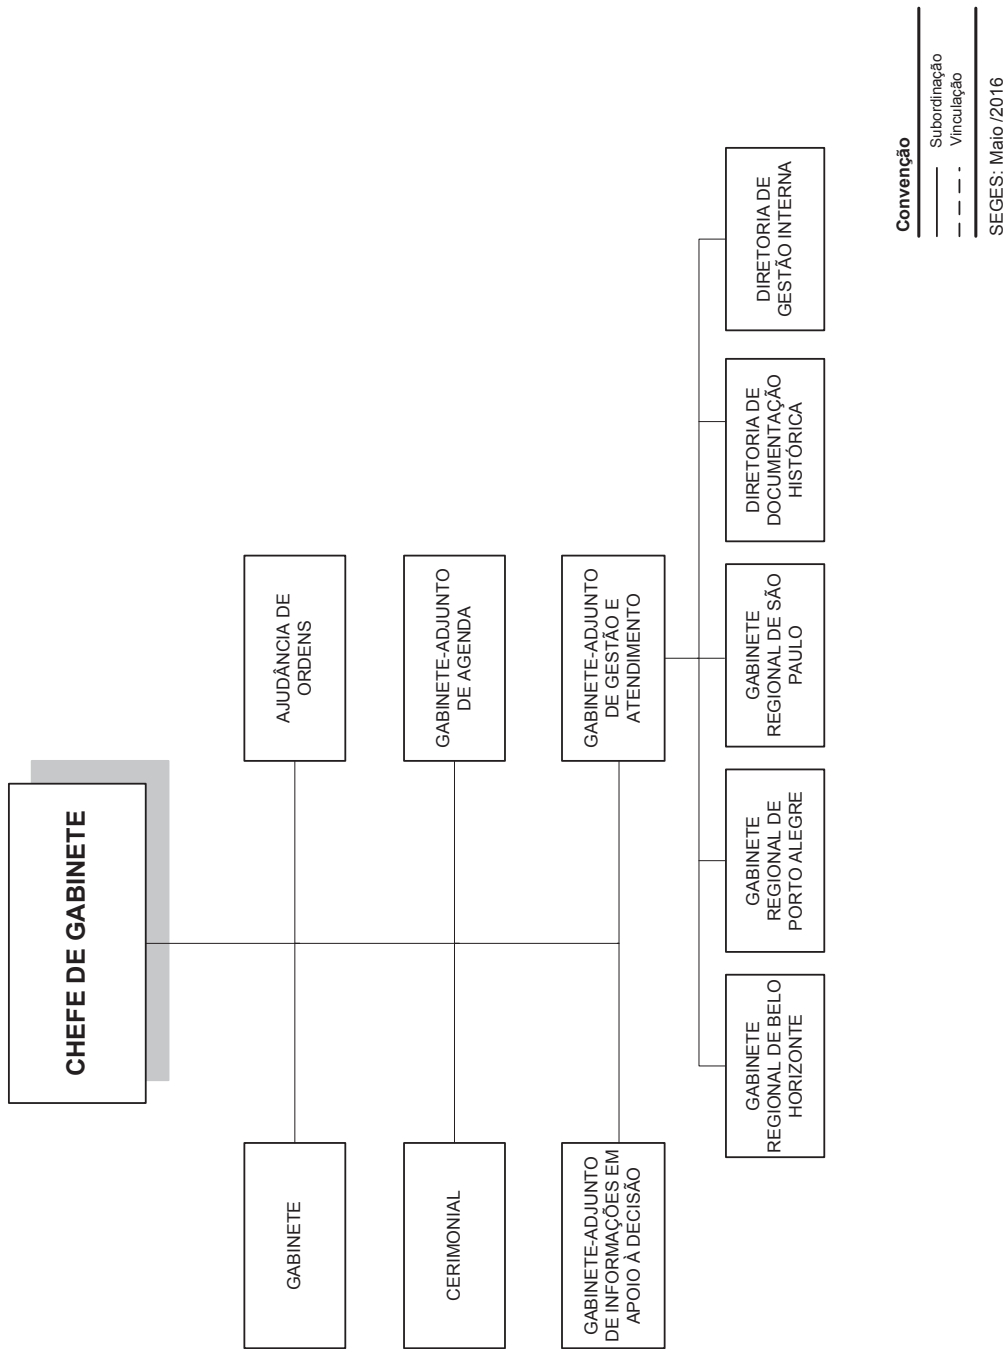 CHEFE DE GABINETE
GABINETE
AJUDÂNCIA DE
ORDENS
CERIMONIAL
GABINETE-ADJUNTO
DE AGENDA
GABINETE-ADJUNTO
DE INFORMAÇÕES EM
APOIO À DECISÃO
GABINETE-ADJUNTO
DE GESTÃO E
ATENDIMENTO
GABINETE
REGIONAL DE BELO
HORIZONTE
GABINETE
REGIONAL DE
PORTO ALEGRE
GABINETE
REGIONAL DE SÃO
PAULO
DIRETORIA DE
DOCUMENTAÇÃO
HISTÓRICA
DIRETORIA DE
GESTÃO INTERNA
Convenção
Subordinação
Vinculação
SEGES: Maio /2016